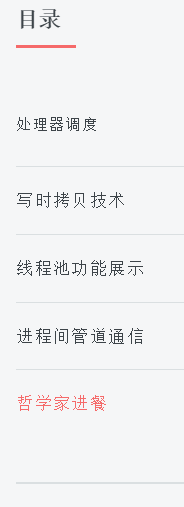 目录
处理器调度
写时拷贝技术
线程池功能展示
进程间管道通信
哲学家进餐